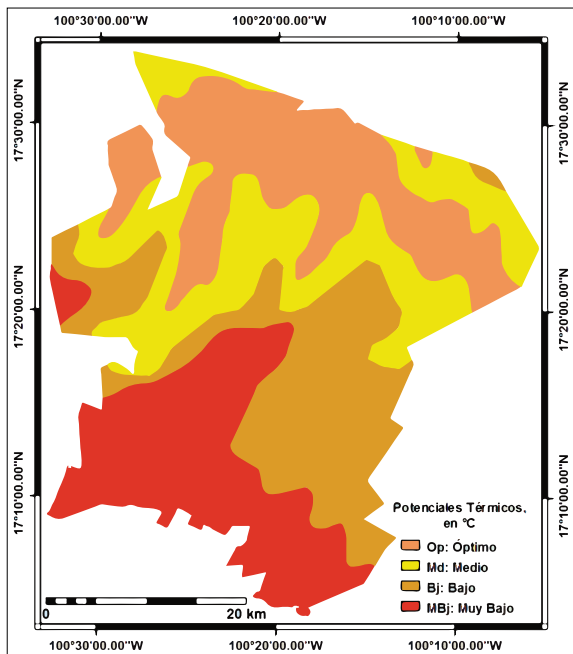 100°30'00.00"W 100°20'00.00"W 100°10'00.00"W
17°30'00.00"N 17°30'00.00"N
17°20'00.00"N 17°20'00.00"N
17°10'00.00"N 17°10'00.00"N
Potenciales Térmicos,
en °C
Op: Óptimo
Md: Medio
Bj: Bajo
MBj: Muy Bajo
0 20 km
100°30'00.00"W 100°20'00.00"W 100°10'00.00"W